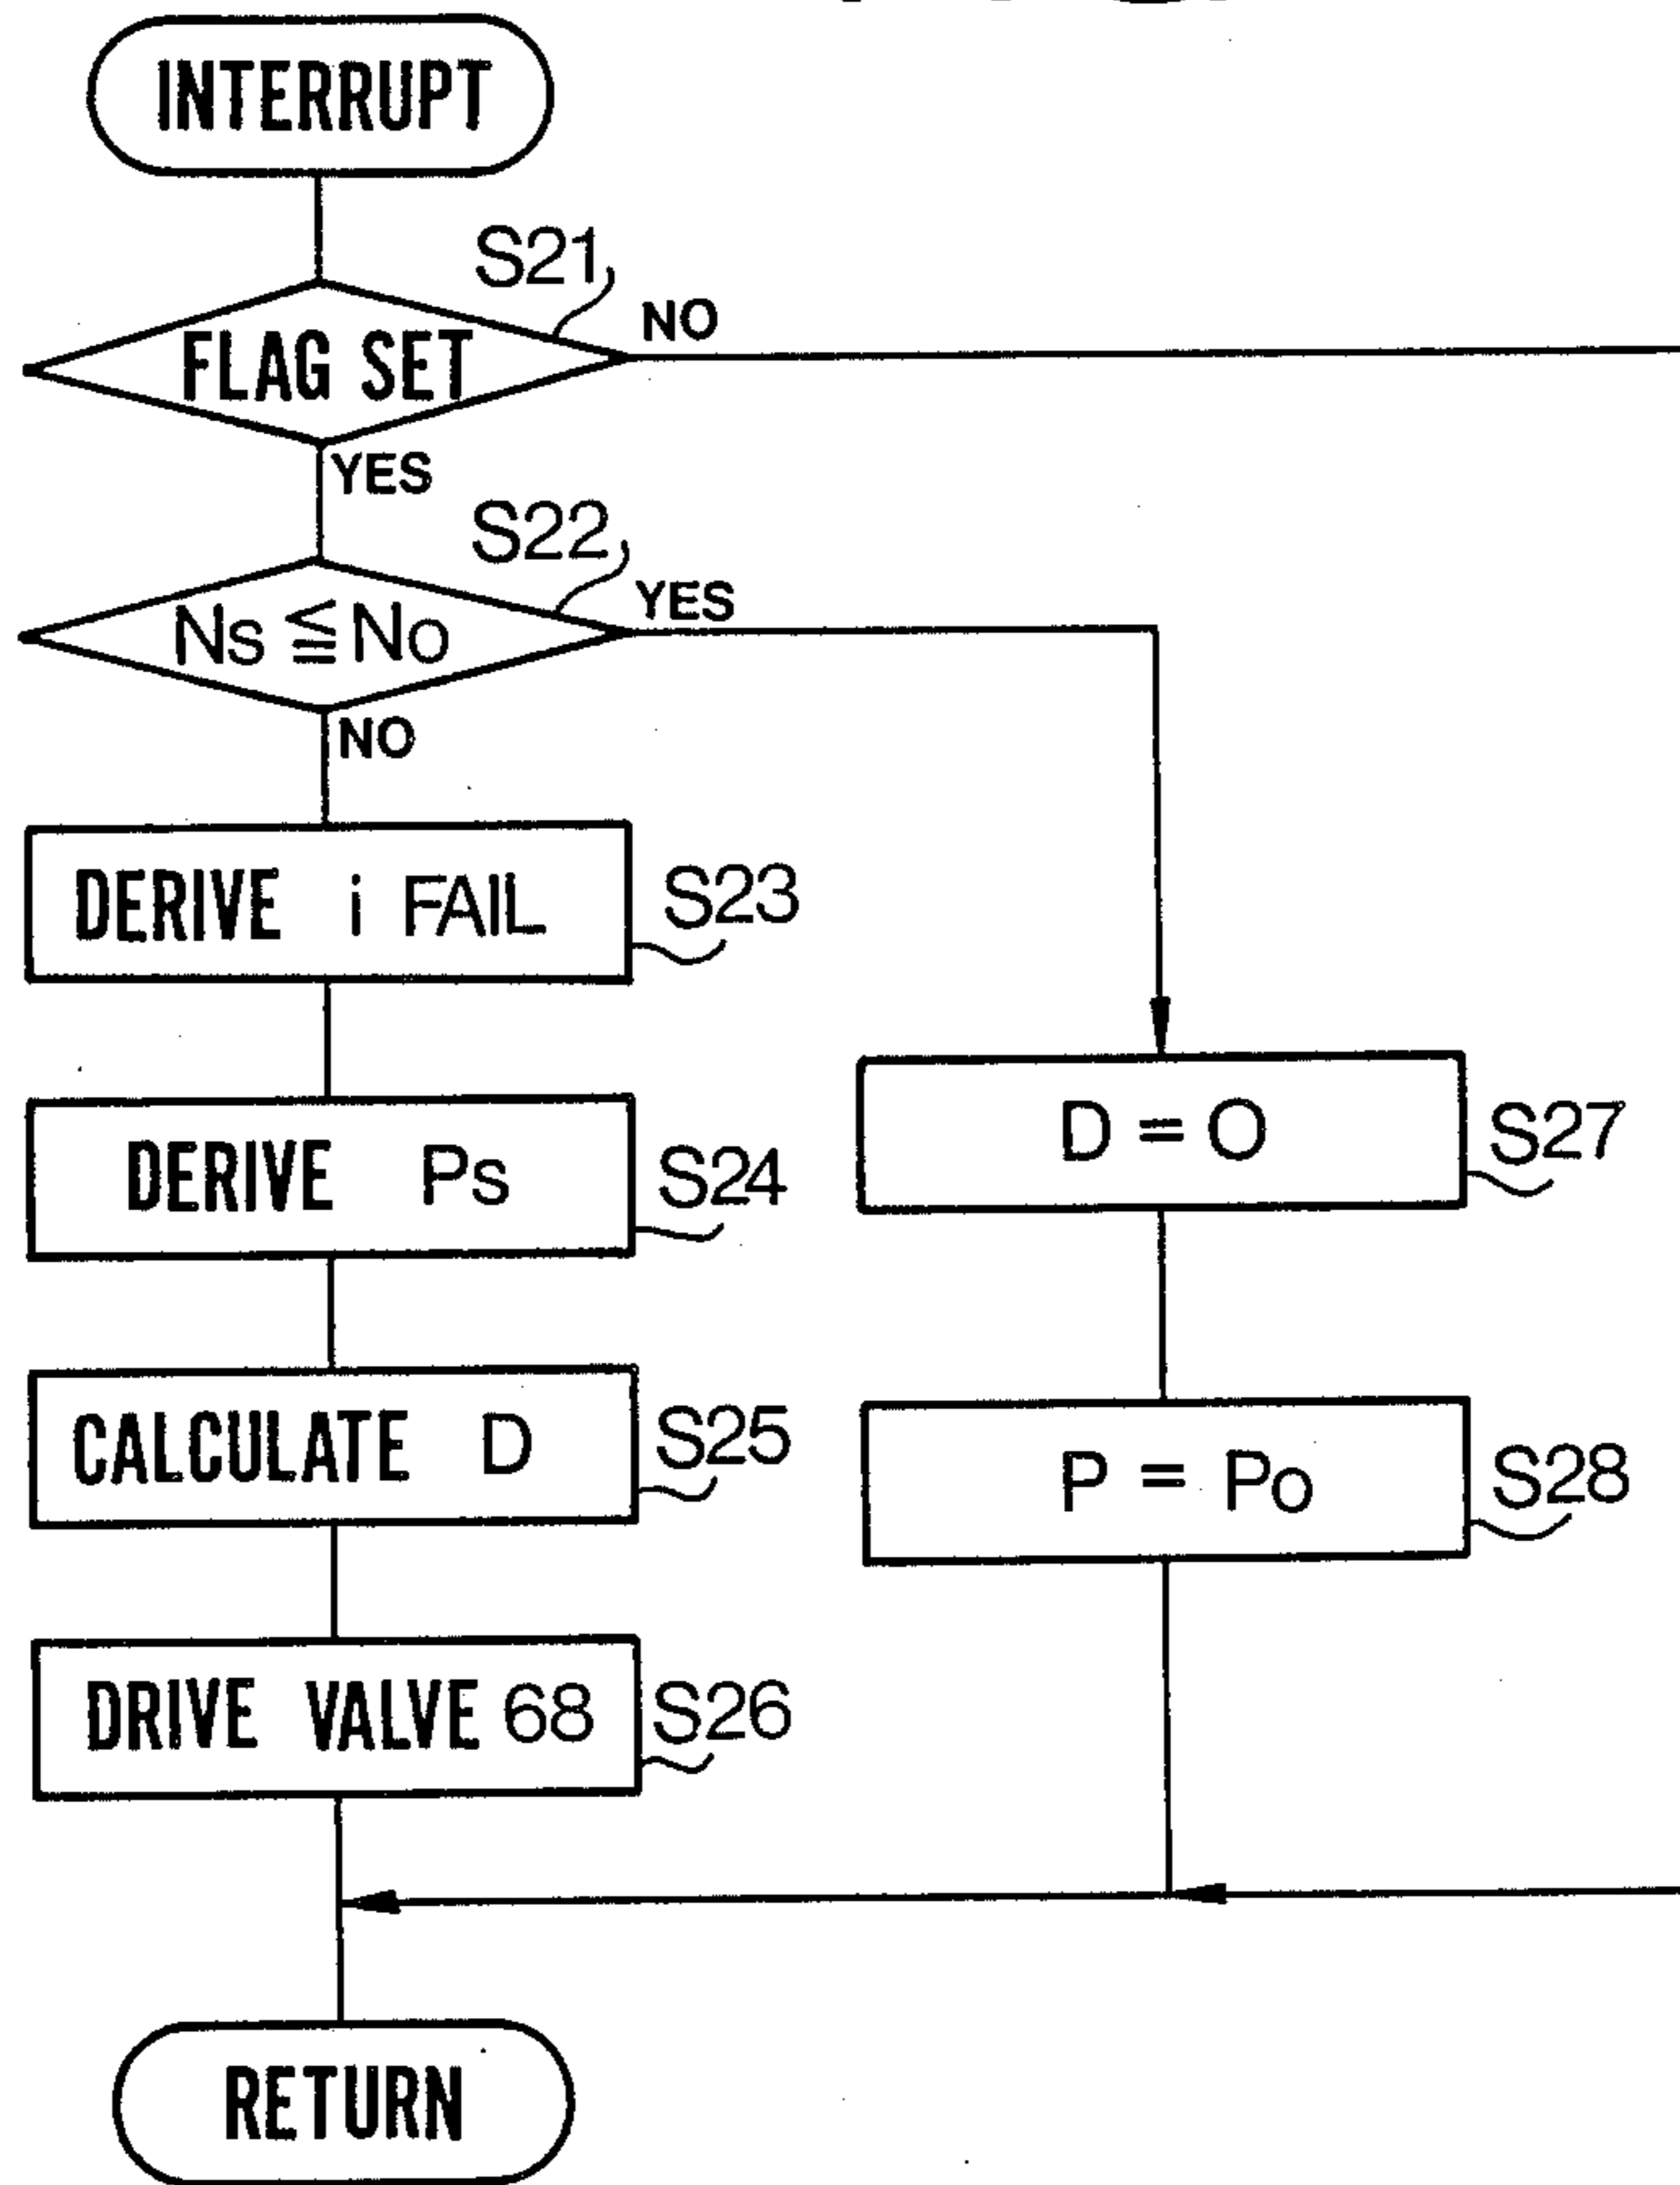 INTERRUPT
S21
FLAG SET
NO
YES
S22
Ns ≦ No
YES
NO
DERIVE i FAIL
S23
DERIVE Ps
S24
D = O
S27
CALCULATE D
S25
P = Po
S28
DRIVE VALVE 68
S26
RETURN